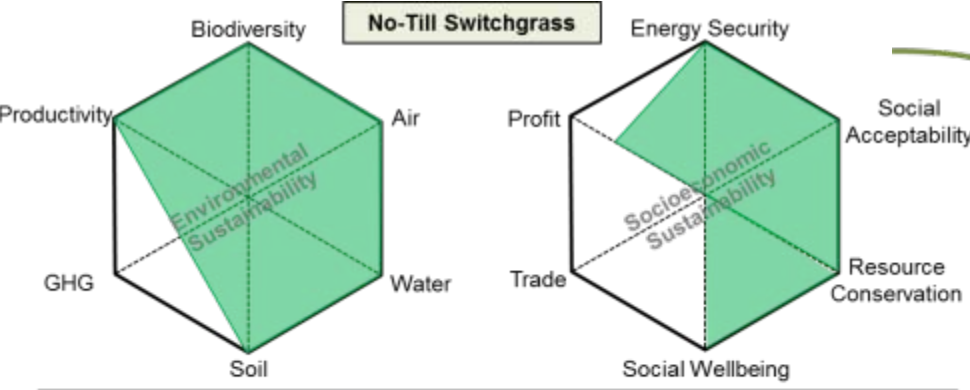 No-Till Switchgrass
Biodiversity
Productivity
Air
Environmental
Sustainability
GHG
Water
Soil
Energy Security
Profit
Social
Acceptability
Socioeconomic
Sustainability
Trade
Resource
Conservation
Social Wellbeing